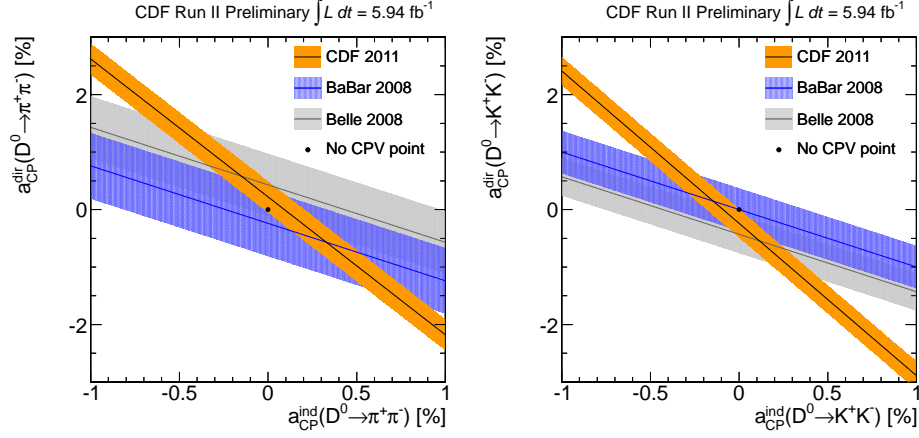 CDF Run II Preliminary ∫L dt = 5.94 fb⁻¹
a_CP^dir(D⁰→π⁺π⁻) [%]
CDF 2011
BaBar 2008
Belle 2008
No CPV point
2
0
-2
-1
-0.5
0
0.5
1
a_CP^ind(D⁰→π⁺π⁻) [%]
CDF Run II Preliminary ∫L dt = 5.94 fb⁻¹
a_CP^dir(D⁰→K⁺K⁻) [%]
CDF 2011
BaBar 2008
Belle 2008
No CPV point
2
0
-2
-1
-0.5
0
0.5
1
a_CP^ind(D⁰→K⁺K⁻) [%]